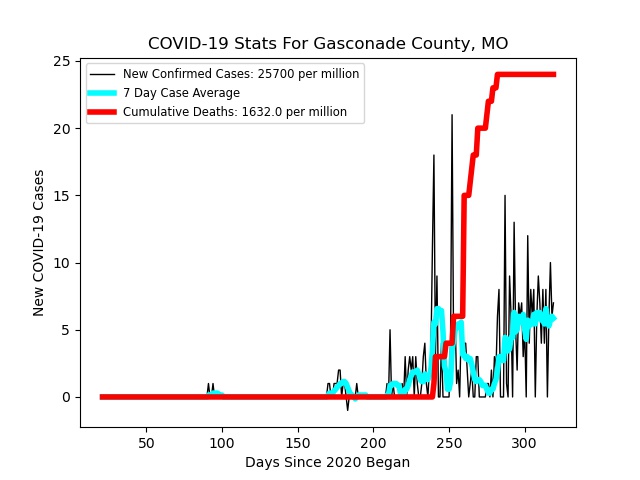 COVID-19 Stats For Gasconade County, MO
New Confirmed Cases: 25700 per million
7 Day Case Average
Cumulative Deaths: 1632.0 per million
New COVID-19 Cases
25
20
15
10
5
0
50 100 150 200 250 300
Days Since 2020 Began